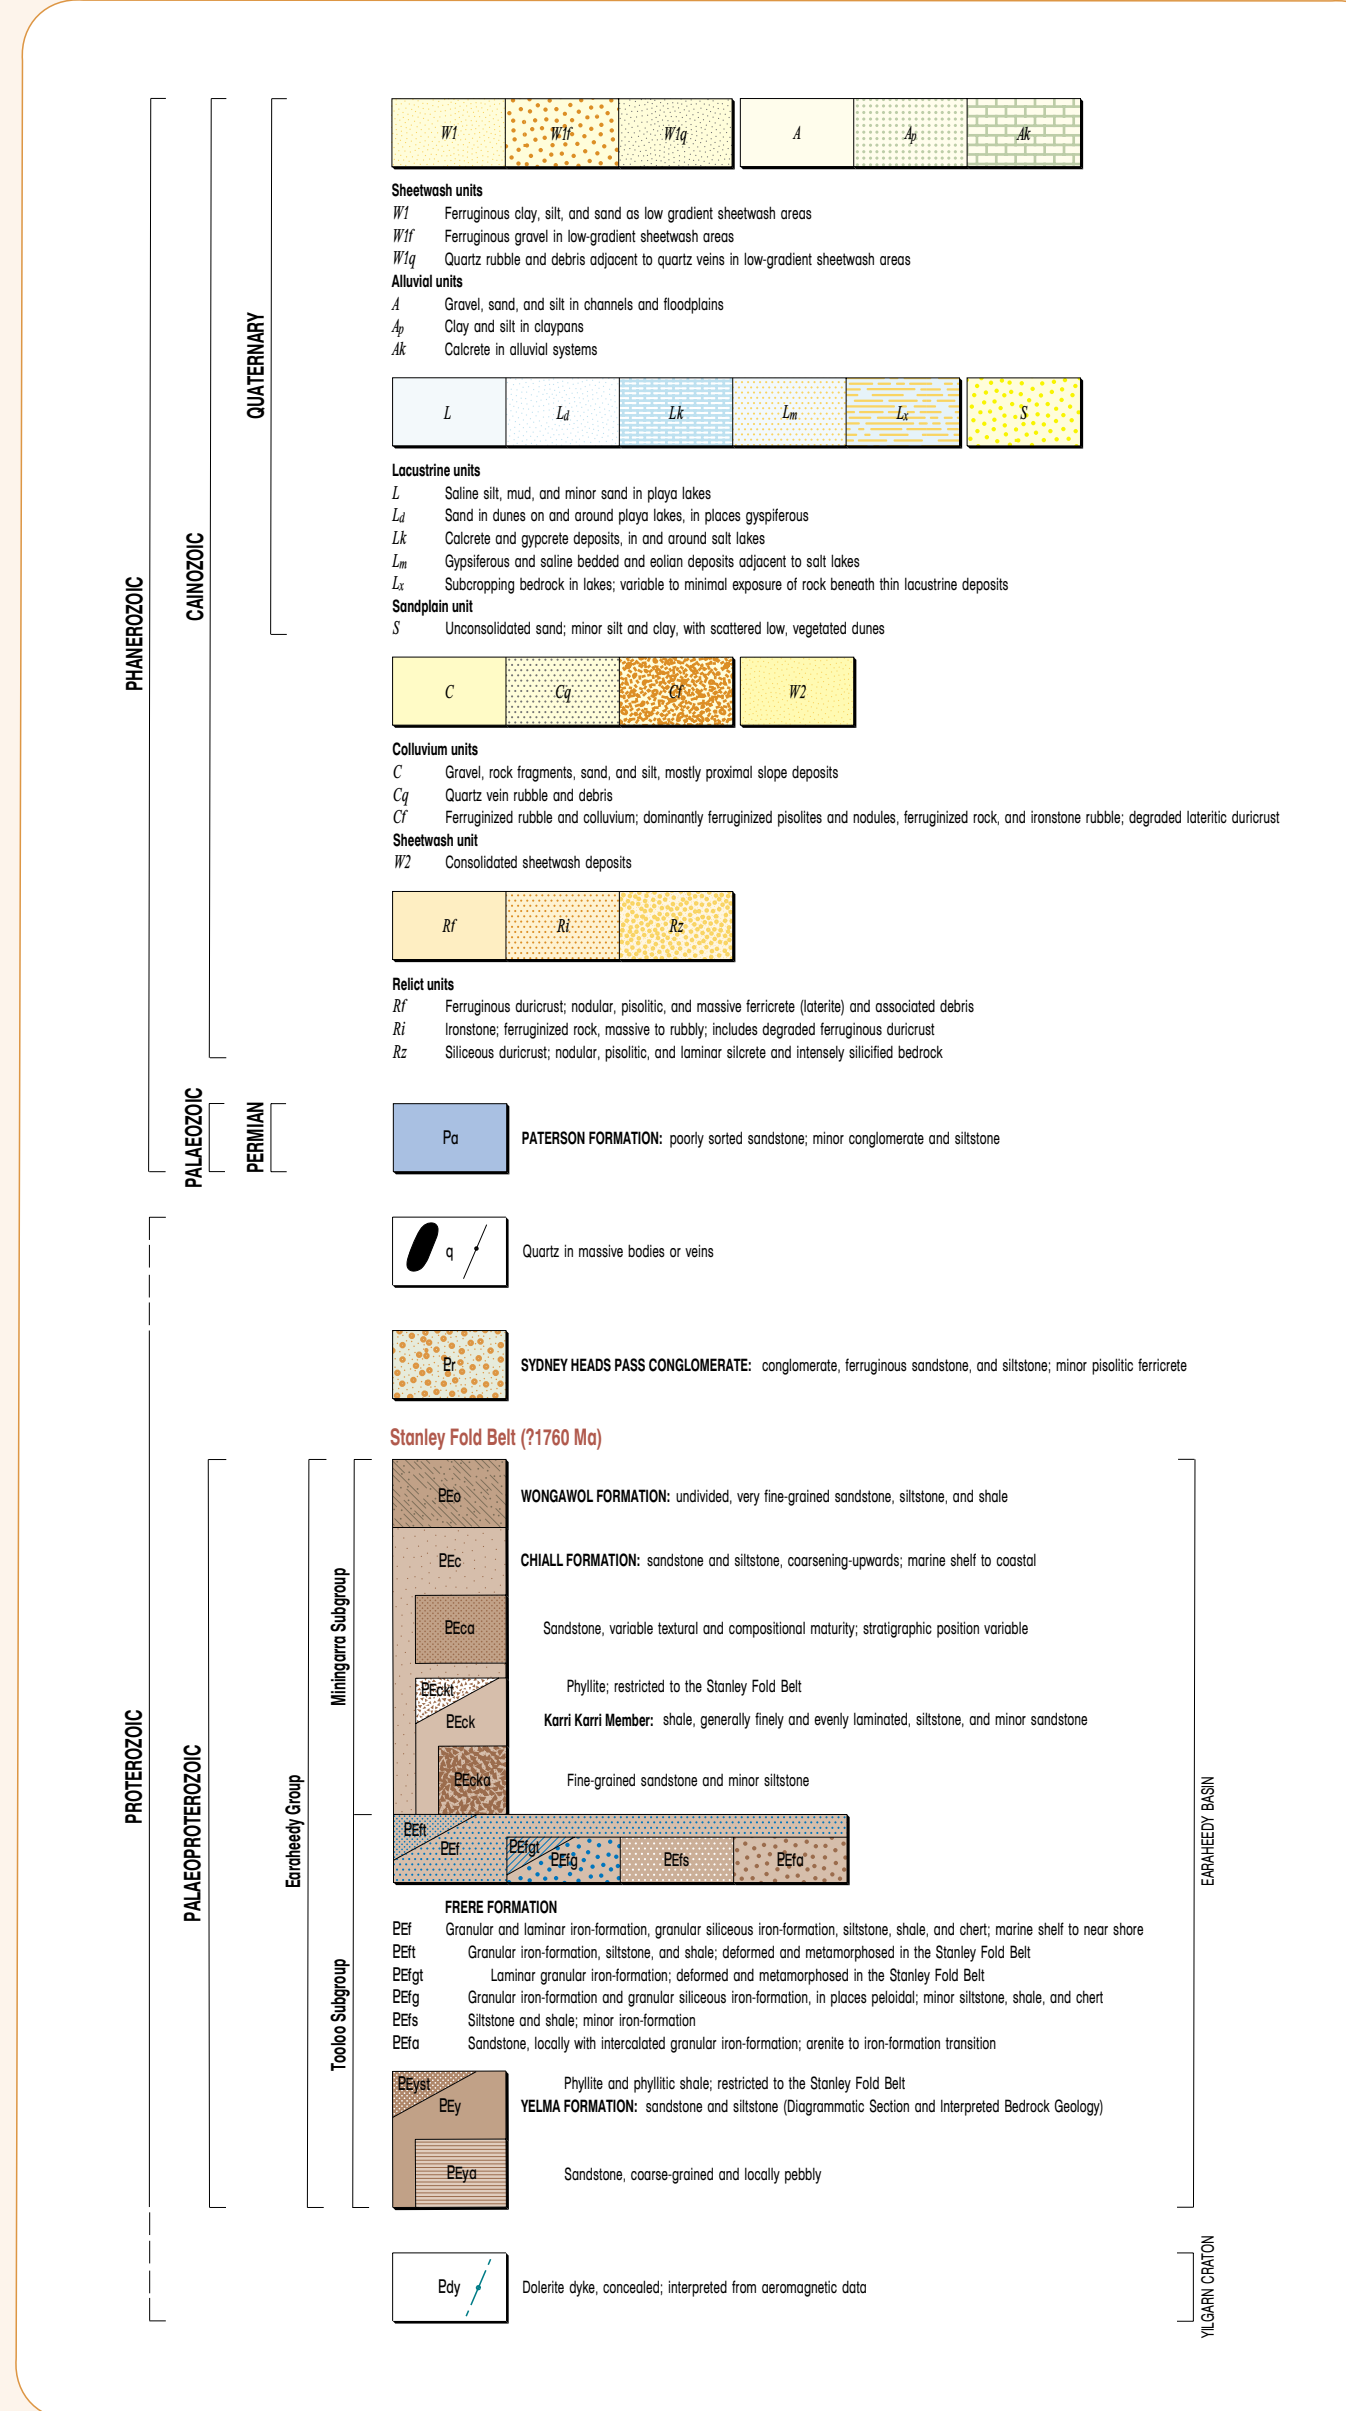 W1 W1f W1q A Ap Ak
Sheetwash units
W1 Ferruginous clay, silt, and sand as low gradient sheetwash areas
W1f Ferruginous gravel in low-gradient sheetwash areas
W1q Quartz rubble and debris adjacent to quartz veins in low-gradient sheetwash areas
Alluvial units
A Gravel, sand, and silt in channels and floodplains
Ap Clay and silt in claypans
Ak Calcrete in alluvial systems
QUATERNARY
L Ld Lk Lm Lx S
Lacustrine units
L Saline silt, mud, and minor sand in playa lakes
Ld Sand in dunes on and around playa lakes, in places gyspiferous
Lk Calcrete and gypcrete deposits, in and around salt lakes
Lm Gypsiferous and saline bedded and eolian deposits adjacent to salt lakes
Lx Subcropping bedrock in lakes; variable to minimal exposure of rock beneath thin lacustrine deposits
Sandplain unit
S Unconsolidated sand; minor silt and clay, with scattered low, vegetated dunes
CAINOZOIC
PHANEROZOIC
C Cq Cf W2
Colluvium units
C Gravel, rock fragments, sand, and silt, mostly proximal slope deposits
Cq Quartz vein rubble and debris
Cf Ferruginized rubble and colluvium; dominantly ferruginized pisolites and nodules, ferruginized rock, and ironstone rubble; degraded lateritic duricrust
Sheetwash unit
W2 Consolidated sheetwash deposits
Rf Ri Rz
Relict units
Rf Ferruginous duricrust; nodular, pisolitic, and massive ferricrete (laterite) and associated debris
Ri Ironstone; ferruginized rock, massive to rubbly; includes degraded ferruginous duricrust
Rz Siliceous duricrust; nodular, pisolitic, and laminar silcrete and intensely silicified bedrock
PALAEOZOIC
PERMIAN
Pa PATERSON FORMATION: poorly sorted sandstone; minor conglomerate and siltstone
q Quartz in massive bodies or veins
Pr SYDNEY HEADS PASS CONGLOMERATE: conglomerate, ferruginous sandstone, and siltstone; minor pisolitic ferricrete
Stanley Fold Belt (?1760 Ma)
PEo WONGAWOL FORMATION: undivided, very fine-grained sandstone, siltstone, and shale
PEc CHIALL FORMATION: sandstone and siltstone, coarsening-upwards; marine shelf to coastal
PEca Sandstone, variable textural and compositional maturity; stratigraphic position variable
Miningarra Subgroup
PEckt Phyllite; restricted to the Stanley Fold Belt
PEck Karri Karri Member: shale, generally finely and evenly laminated, siltstone, and minor sandstone
PEcka Fine-grained sandstone and minor siltstone
PROTEROZOIC
PALAEOPROTEROZOIC
Earaheedy Group
EARAHEEDY BASIN
PEft PEf PEfgt PEfg PEfs PEfa
FRERE FORMATION
PEf Granular and laminar iron-formation, granular siliceous iron-formation, siltstone, shale, and chert; marine shelf to near shore
PEft Granular iron-formation, siltstone, and shale; deformed and metamorphosed in the Stanley Fold Belt
PEfgt Laminar granular iron-formation; deformed and metamorphosed in the Stanley Fold Belt
PEfg Granular iron-formation and granular siliceous iron-formation, in places peloidal; minor siltstone, shale, and chert
PEfs Siltstone and shale; minor iron-formation
PEfa Sandstone, locally with intercalated granular iron-formation; arenite to iron-formation transition
Tooloo Subgroup
PEyst Phyllite and phyllitic shale; restricted to the Stanley Fold Belt
PEy YELMA FORMATION: sandstone and siltstone (Diagrammatic Section and Interpreted Bedrock Geology)
PEya Sandstone, coarse-grained and locally pebbly
Pdy Dolerite dyke, concealed; interpreted from aeromagnetic data
YILGARN CRATON